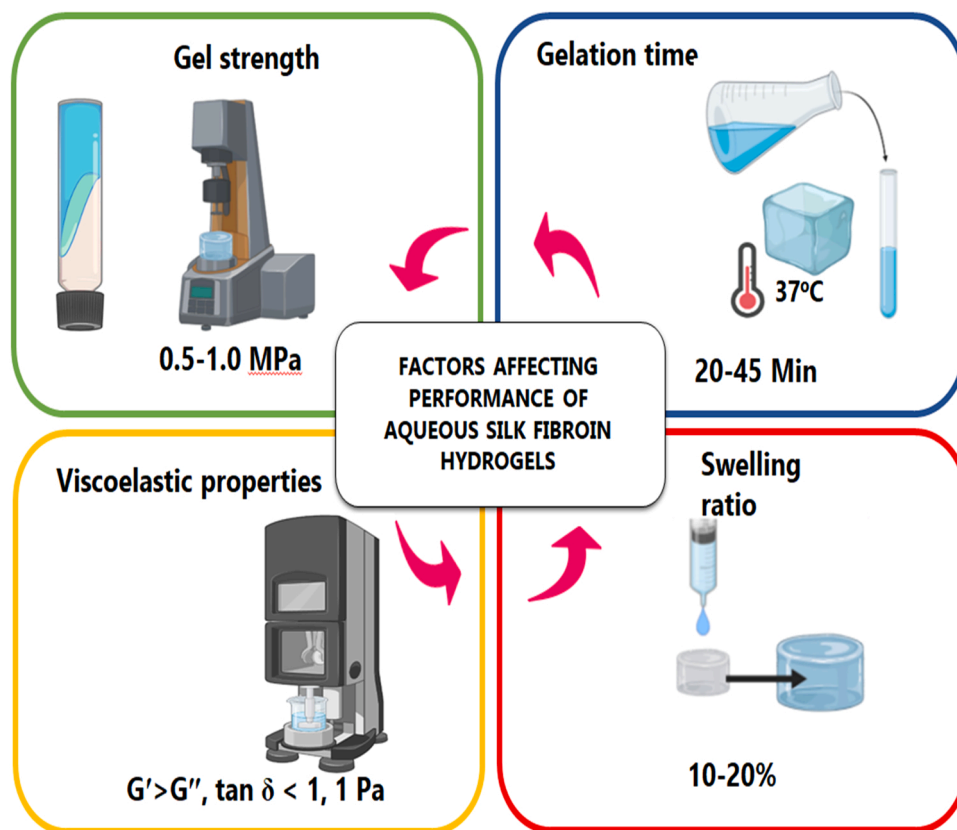 Gel strength
0.5-1.0 MPa
Gelation time
37ºC
20-45 Min
FACTORS AFFECTING
PERFORMANCE OF
AQUEOUS SILK FIBROIN
HYDROGELS
Viscoelastic properties
G′>G″, tan δ < 1, 1 Pa
Swelling
ratio
10-20%